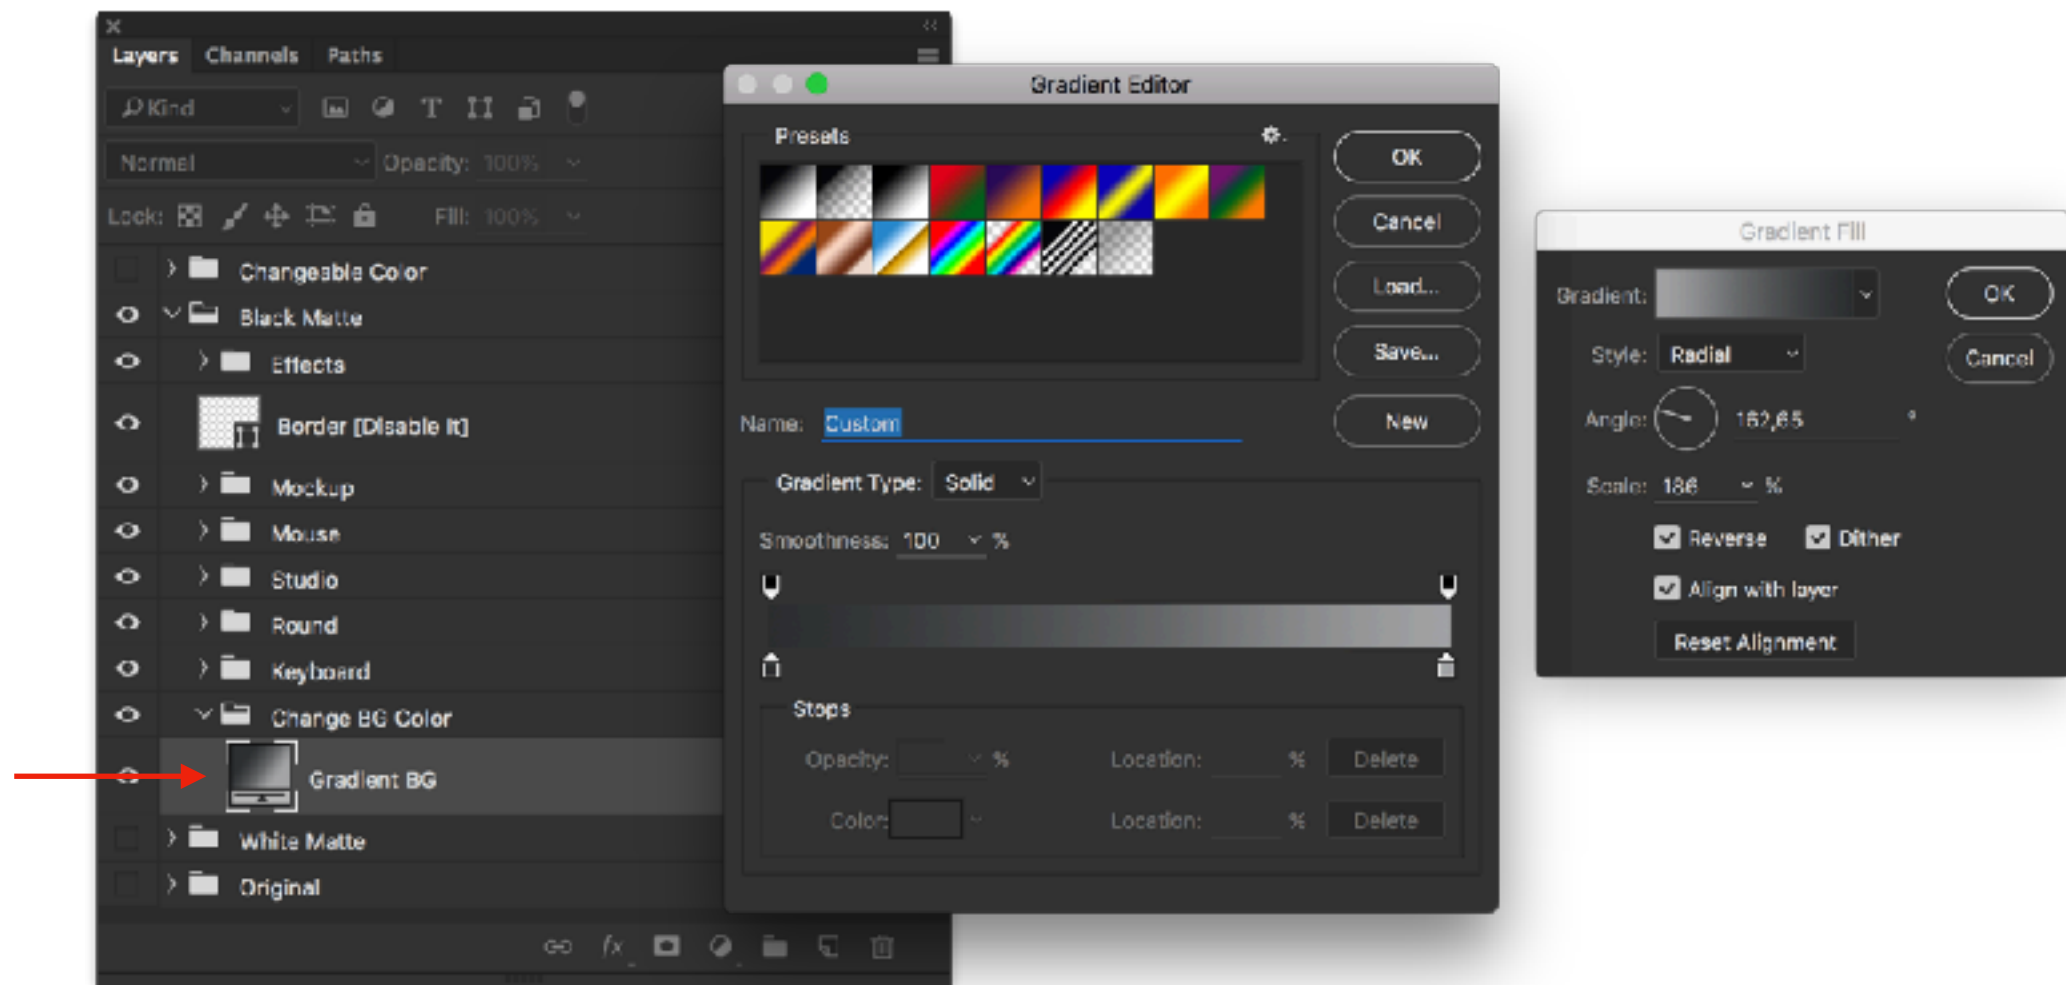 Layers Channels Paths
Kind
Normal Opacity: 100%
Lock: Fill: 100%
Changeable Color
Black Matte
Effects
Border [Disable It]
Mockup
Mouse
Studio
Round
Keyboard
Change BG Color
Gradient BG
White Matte
Original
fx
Gradient Editor
Presets
OK
Cancel
Load...
Save...
Name: Custom
New
Gradient Type: Solid
Smoothness: 100 %
Stops
Opacity: % Location: % Delete
Color: Location: % Delete
Gradient Fill
Gradient:
OK
Style: Radial
Cancel
Angle: 162,65 °
Scale: 186 %
Reverse Dither
Align with layer
Reset Alignment